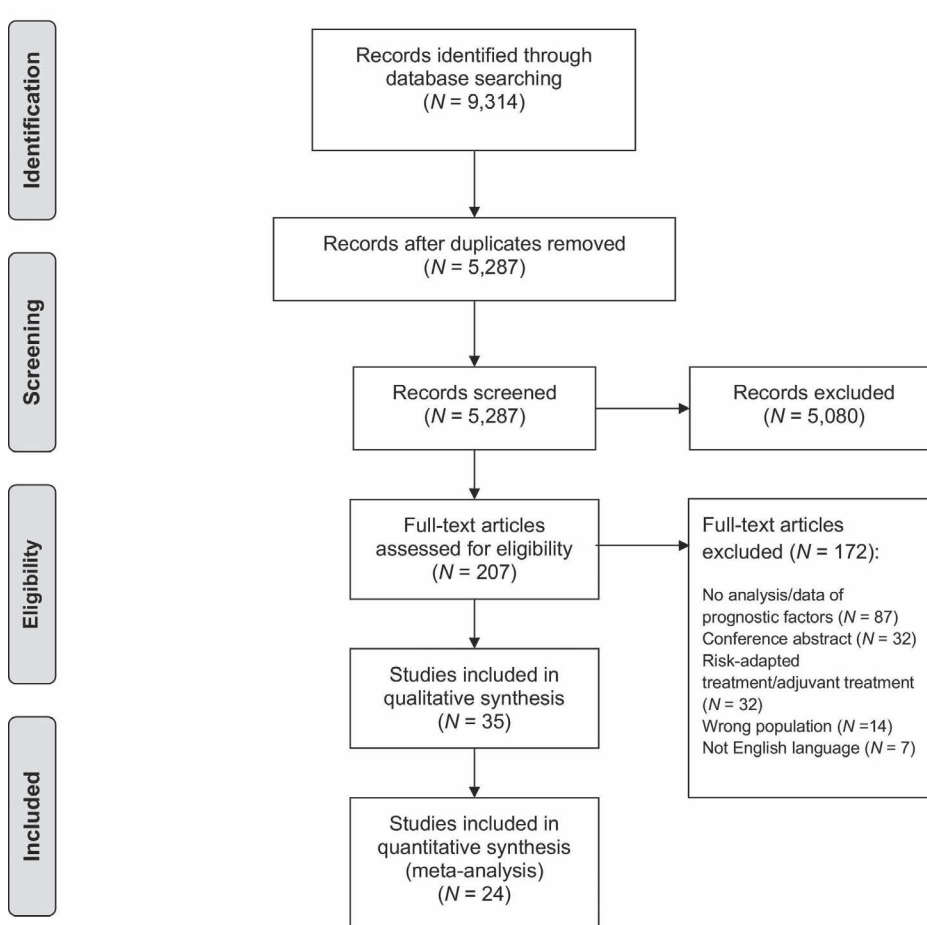 Identification
Records identified through
database searching
(N = 9,314)
Records after duplicates removed
(N = 5,287)
Screening
Records screened
(N = 5,287)
Records excluded
(N = 5,080)
Eligibility
Full-text articles
assessed for eligibility
(N = 207)
Full-text articles
excluded (N = 172):
No analysis/data of
prognostic factors (N = 87)
Conference abstract (N = 32)
Risk-adapted
treatment/adjuvant treatment
(N = 32)
Wrong population (N =14)
Not English language (N = 7)
Studies included in
qualitative synthesis
(N = 35)
Included
Studies included in
quantitative synthesis
(meta-analysis)
(N = 24)